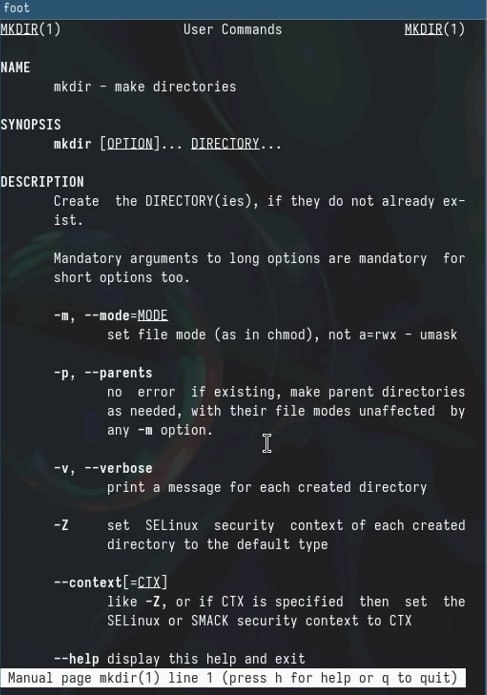 foot
MKDIR(1) User Commands MKDIR(1)
NAME
mkdir - make directories
SYNOPSIS
mkdir [OPTION]... DIRECTORY...
DESCRIPTION
Create the DIRECTORY(ies), if they do not already ex-
ist.
Mandatory arguments to long options are mandatory for
short options too.
-m, --mode=MODE
set file mode (as in chmod), not a=rwx - umask
-p, --parents
no error if existing, make parent directories
as needed, with their file modes unaffected by
any -m option.
-v, --verbose
print a message for each created directory
-Z set SELinux security context of each created
directory to the default type
--context[=CTX]
like -Z, or if CTX is specified then set the
SELinux or SMACK security context to CTX
--help display this help and exit
Manual page mkdir(1) line 1 (press h for help or q to quit)